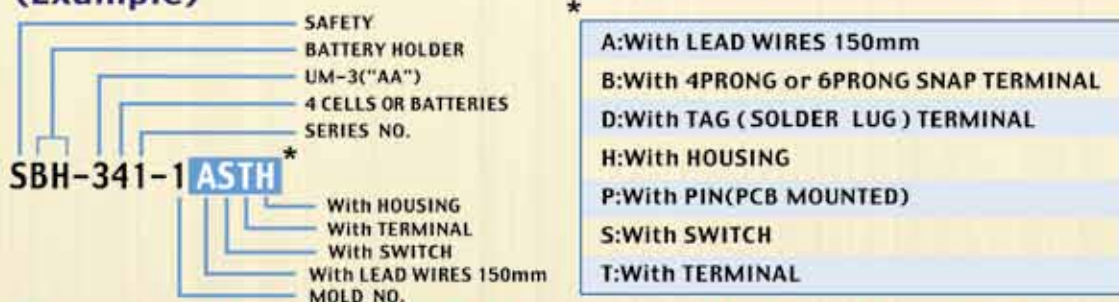 (Example)
SAFETY
BATTERY HOLDER
UM-3("AA")
4 CELLS OR BATTERIES
SERIES NO.
SBH-341-1 ASTH *
With HOUSING
With TERMINAL
With SWITCH
With LEAD WIRES 150mm
MOLD NO.
*
A:With LEAD WIRES 150mm
B:With 4PRONG or 6PRONG SNAP TERMINAL
D:With TAG ( SOLDER LUG ) TERMINAL
H:With HOUSING
P:With PIN(PCB MOUNTED)
S:With SWITCH
T:With TERMINAL